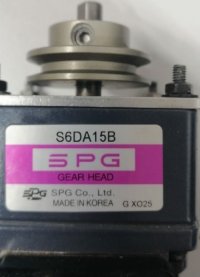 S6DA15B
SPG
GEAR HEAD
SPG SPG Co., Ltd.
MADE IN KOREA G XO25